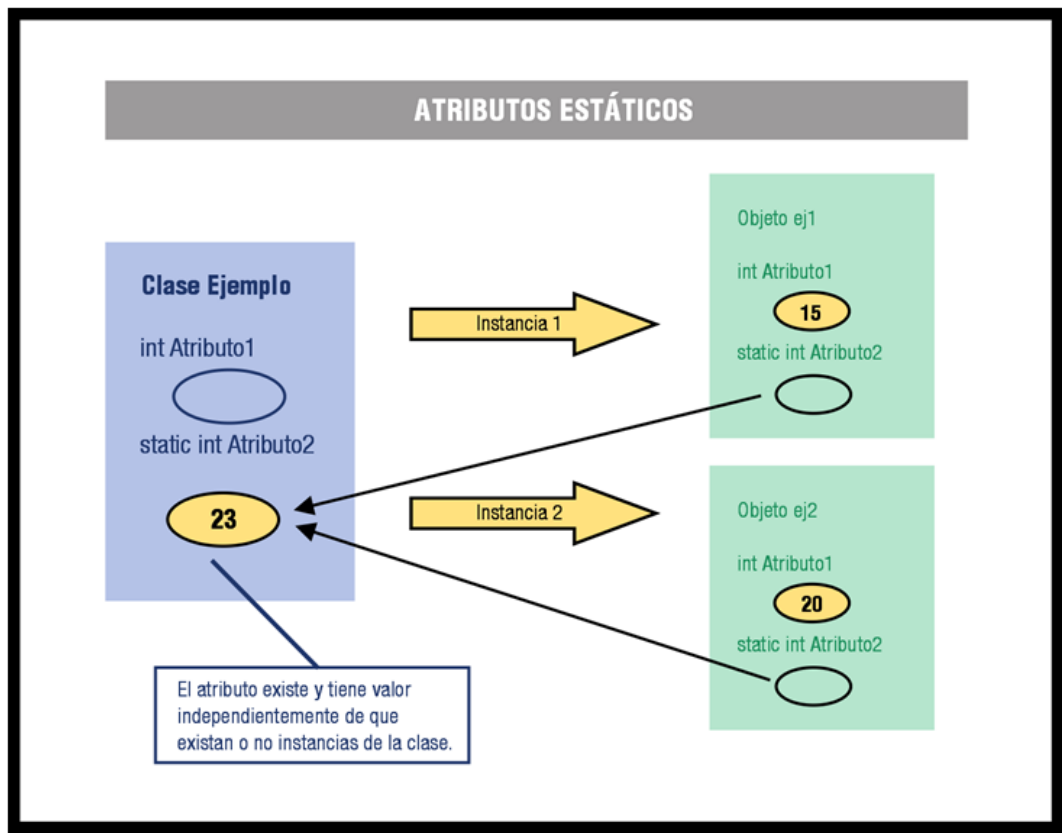 ATRIBUTOS ESTÁTICOS
Clase Ejemplo
int Atributo1
static int Atributo2
23
El atributo existe y tiene valor
independientemente de que
existan o no instancias de la clase.
Instancia 1
Instancia 2
Objeto ej1
int Atributo1
15
static int Atributo2
Objeto ej2
int Atributo1
20
static int Atributo2